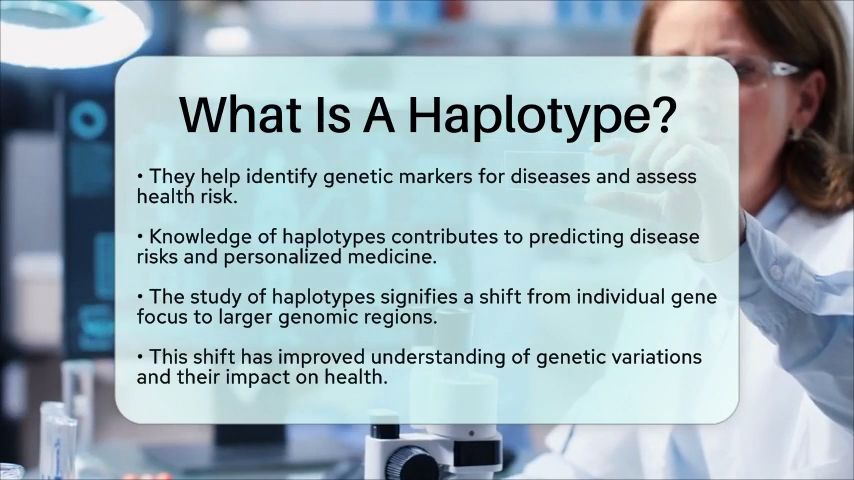 What Is A Haplotype?
• They help identify genetic markers for diseases and assess
health risk.
• Knowledge of haplotypes contributes to predicting disease
risks and personalized medicine.
• The study of haplotypes signifies a shift from individual gene
focus to larger genomic regions.
• This shift has improved understanding of genetic variations
and their impact on health.